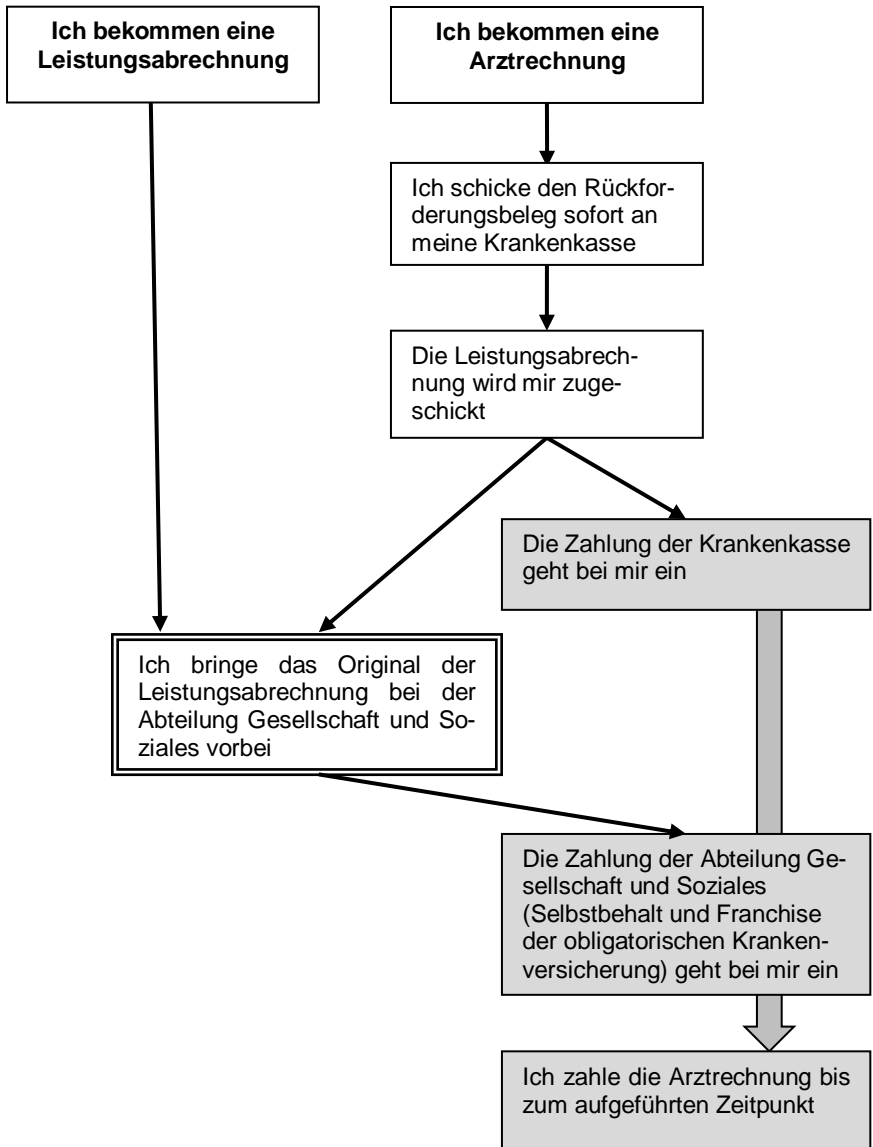 Ich bekommen eine
Leistungsabrechnung
Ich bekommen eine
Arztrechnung
Ich schicke den Rückfor-
derungsbeleg sofort an
meine Krankenkasse
Die Leistungsabrech-
nung wird mir zuge-
schickt
Die Zahlung der Krankenkasse
geht bei mir ein
Ich bringe das Original der
Leistungsabrechnung bei der
Abteilung Gesellschaft und So-
ziales vorbei
Die Zahlung der Abteilung Ge-
sellschaft und Soziales
(Selbstbehalt und Franchise
der obligatorischen Kranken-
versicherung) geht bei mir ein
Ich zahle die Arztrechnung bis
zum aufgeführten Zeitpunkt